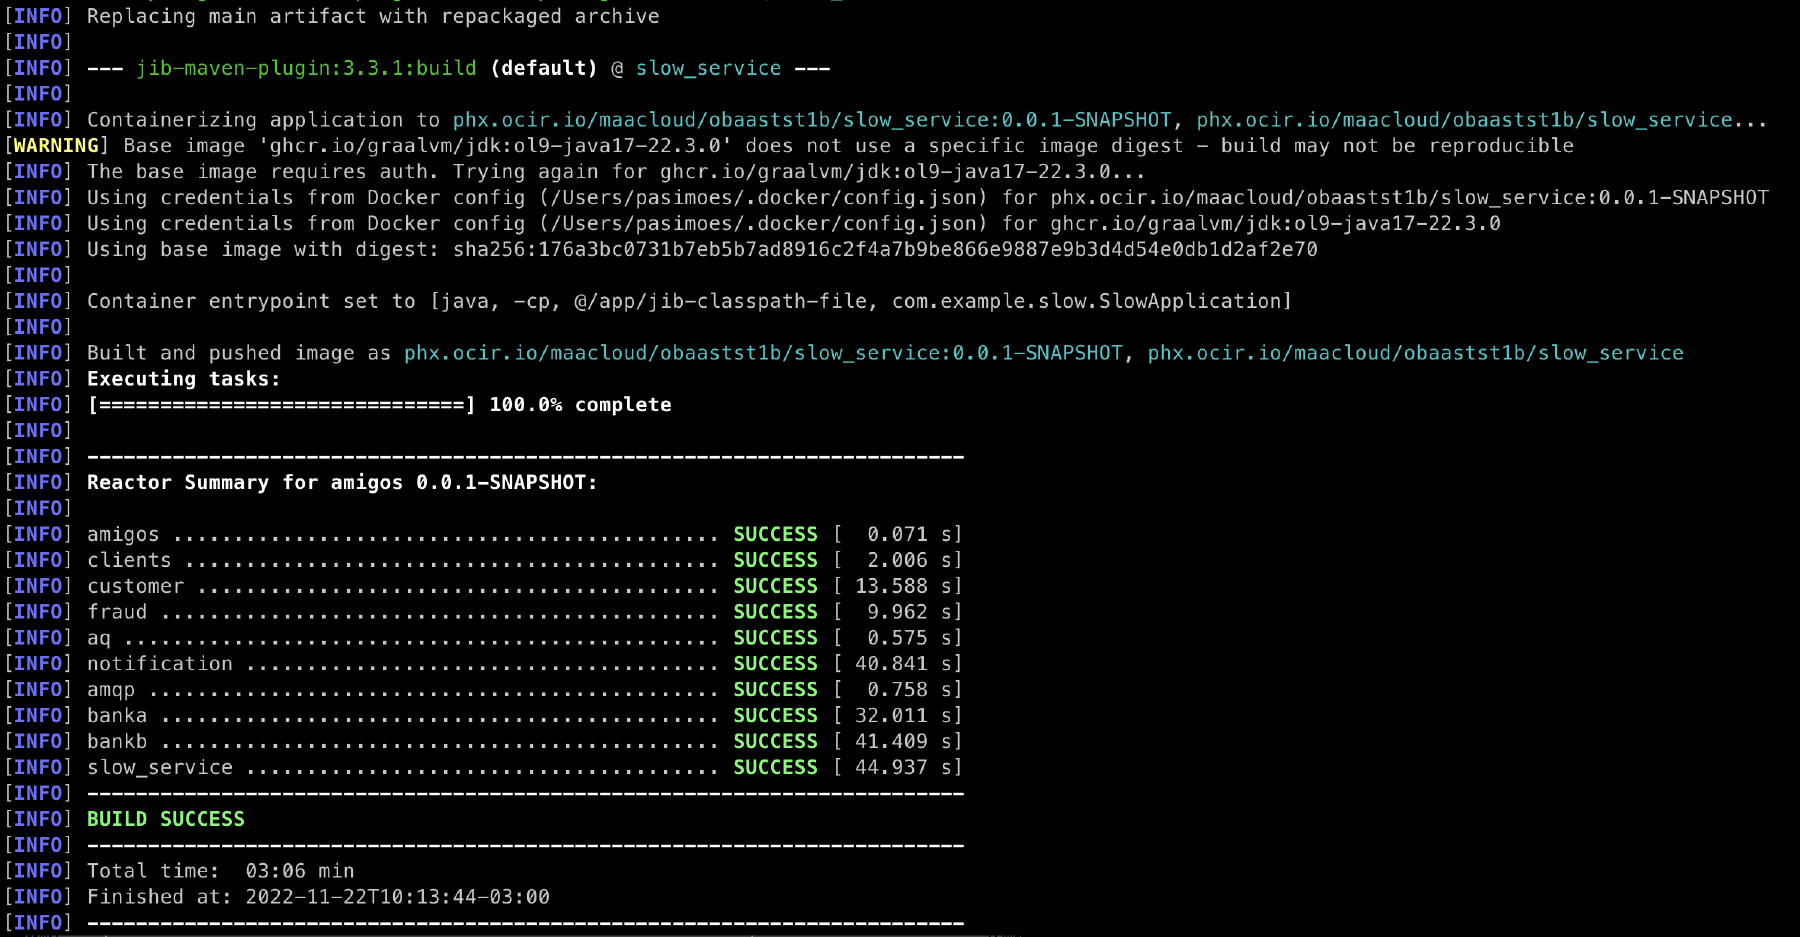 [INFO] Replacing main artifact with repackaged archive
[INFO]
[INFO] --- jib-maven-plugin:3.3.1:build (default) @ slow_service ---
[INFO]
[INFO] Containerizing application to phx.ocir.io/maacloud/obaastst1b/slow_service:0.0.1-SNAPSHOT, phx.ocir.io/maacloud/obaastst1b/slow_service...
[WARNING] Base image 'ghcr.io/graalvm/jdk:ol9-java17-22.3.0' does not use a specific image digest - build may not be reproducible
[INFO] The base image requires auth. Trying again for ghcr.io/graalvm/jdk:ol9-java17-22.3.0...
[INFO] Using credentials from Docker config (/Users/pasimoes/.docker/config.json) for phx.ocir.io/maacloud/obaastst1b/slow_service:0.0.1-SNAPSHOT
[INFO] Using credentials from Docker config (/Users/pasimoes/.docker/config.json) for ghcr.io/graalvm/jdk:ol9-java17-22.3.0
[INFO] Using base image with digest: sha256:176a3bc0731b7eb5b7ad8916c2f4a7b9be866e9887e9b3d4d54e0db1d2af2e70
[INFO]
[INFO] Container entrypoint set to [java, -cp, @/app/jib-classpath-file, com.example.slow.SlowApplication]
[INFO]
[INFO] Built and pushed image as phx.ocir.io/maacloud/obaastst1b/slow_service:0.0.1-SNAPSHOT, phx.ocir.io/maacloud/obaastst1b/slow_service
[INFO] Executing tasks:
[INFO] [==============================] 100.0% complete
[INFO]
[INFO] ------------------------------------------------------------------------
[INFO] Reactor Summary for amigos 0.0.1-SNAPSHOT:
[INFO]
[INFO] amigos ............................................. SUCCESS [  0.071 s]
[INFO] clients ............................................ SUCCESS [  2.006 s]
[INFO] customer ........................................... SUCCESS [ 13.588 s]
[INFO] fraud .............................................. SUCCESS [  9.962 s]
[INFO] aq ................................................. SUCCESS [  0.575 s]
[INFO] notification ....................................... SUCCESS [ 40.841 s]
[INFO] amqp ............................................... SUCCESS [  0.758 s]
[INFO] banka .............................................. SUCCESS [ 32.011 s]
[INFO] bankb .............................................. SUCCESS [ 41.409 s]
[INFO] slow_service ....................................... SUCCESS [ 44.937 s]
[INFO] ------------------------------------------------------------------------
[INFO] BUILD SUCCESS
[INFO] ------------------------------------------------------------------------
[INFO] Total time:  03:06 min
[INFO] Finished at: 2022-11-22T10:13:44-03:00
[INFO] ------------------------------------------------------------------------